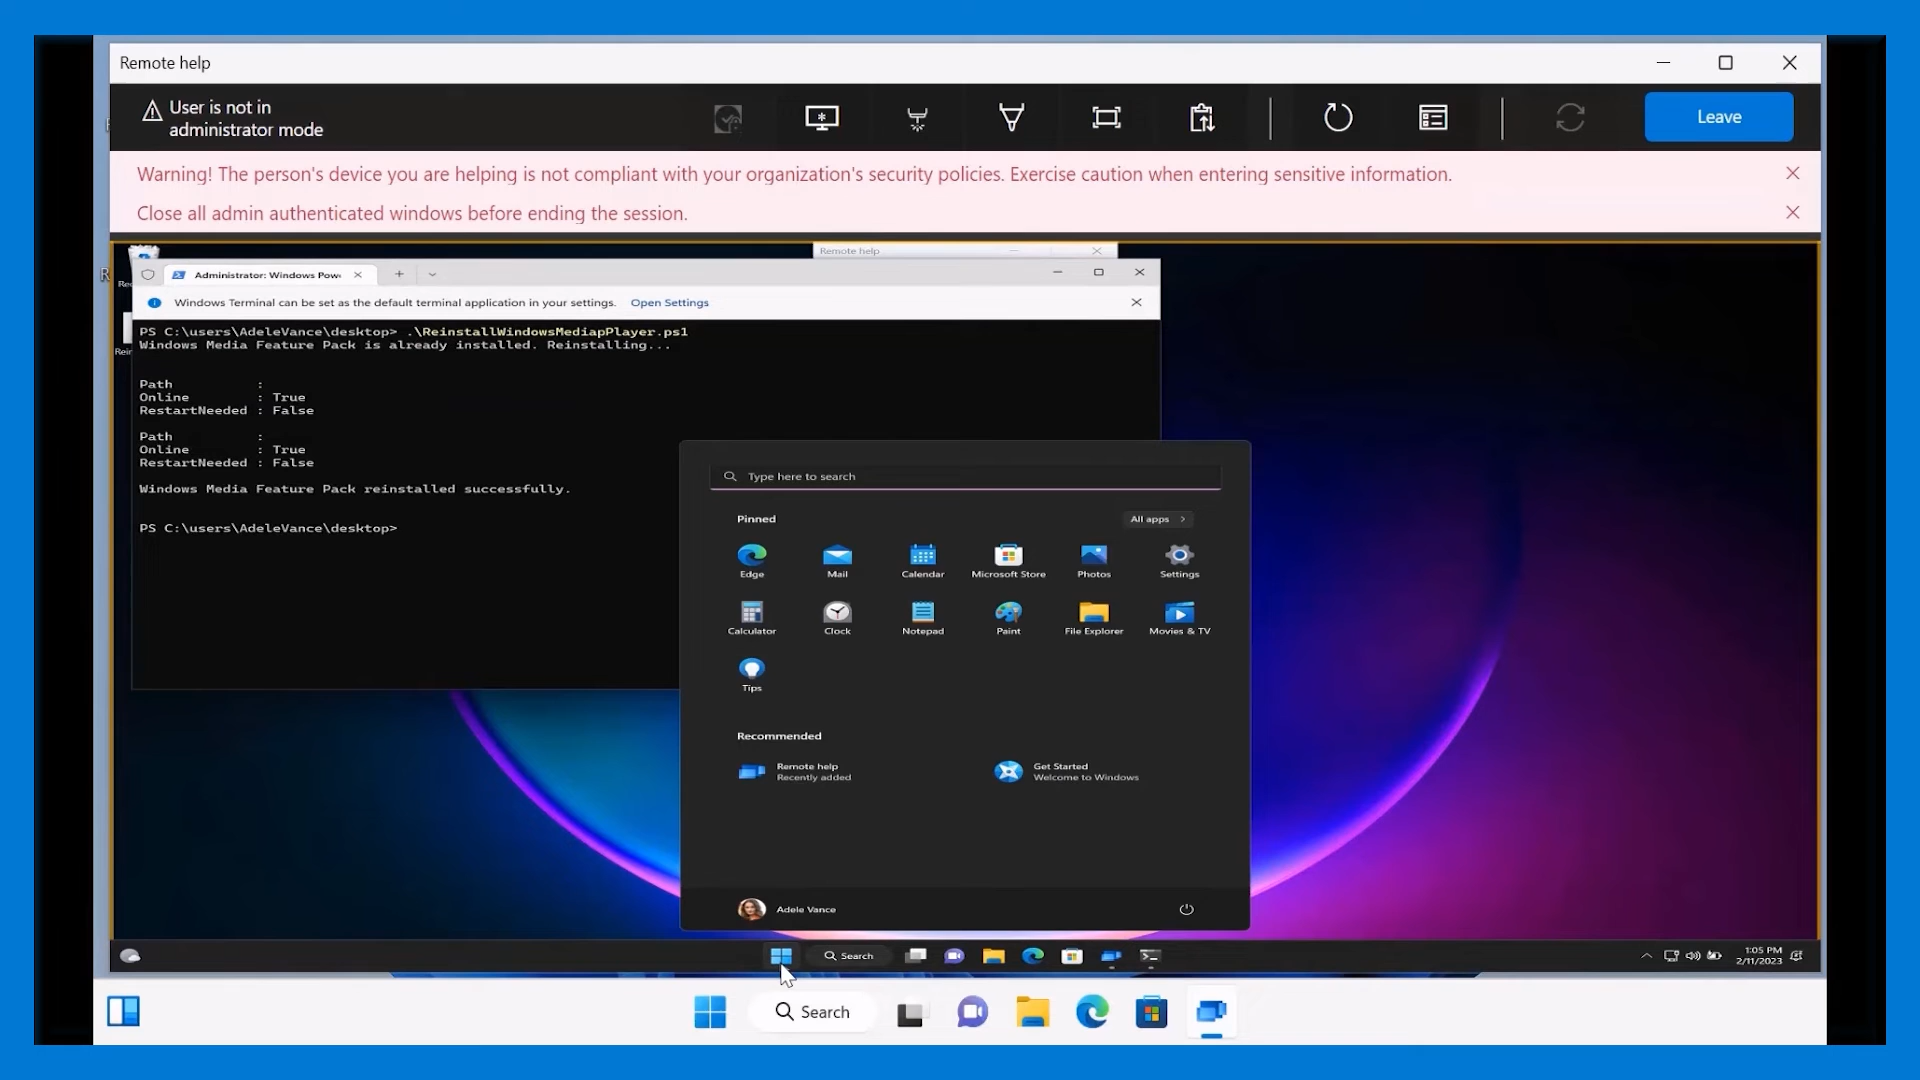 Remote help
User is not in
administrator mode
Leave
Warning! The person's device you are helping is not compliant with your organization's security policies. Exercise caution when entering sensitive information.
Close all admin authenticated windows before ending the session.
Remote help
Administrator: Windows Pow
Windows Terminal can be set as the default terminal application in your settings. Open Settings
PS C:\users\AdeleVance\desktop> .\ReinstallWindowsMediapPlayer.ps1
Windows Media Feature Pack is already installed. Reinstalling...
Path :
Online : True
RestartNeeded : False
Path :
Online : True
RestartNeeded : False
Windows Media Feature Pack reinstalled successfully.
PS C:\users\AdeleVance\desktop>
Type here to search
Pinned
All apps
Edge
Mail
Calendar
Microsoft Store
Photos
Settings
Calculator
Clock
Notepad
Paint
File Explorer
Movies & TV
Tips
Recommended
Remote help
Recently added
Get Started
Welcome to Windows
Adele Vance
Search
1:05 PM
2/11/2023
Search